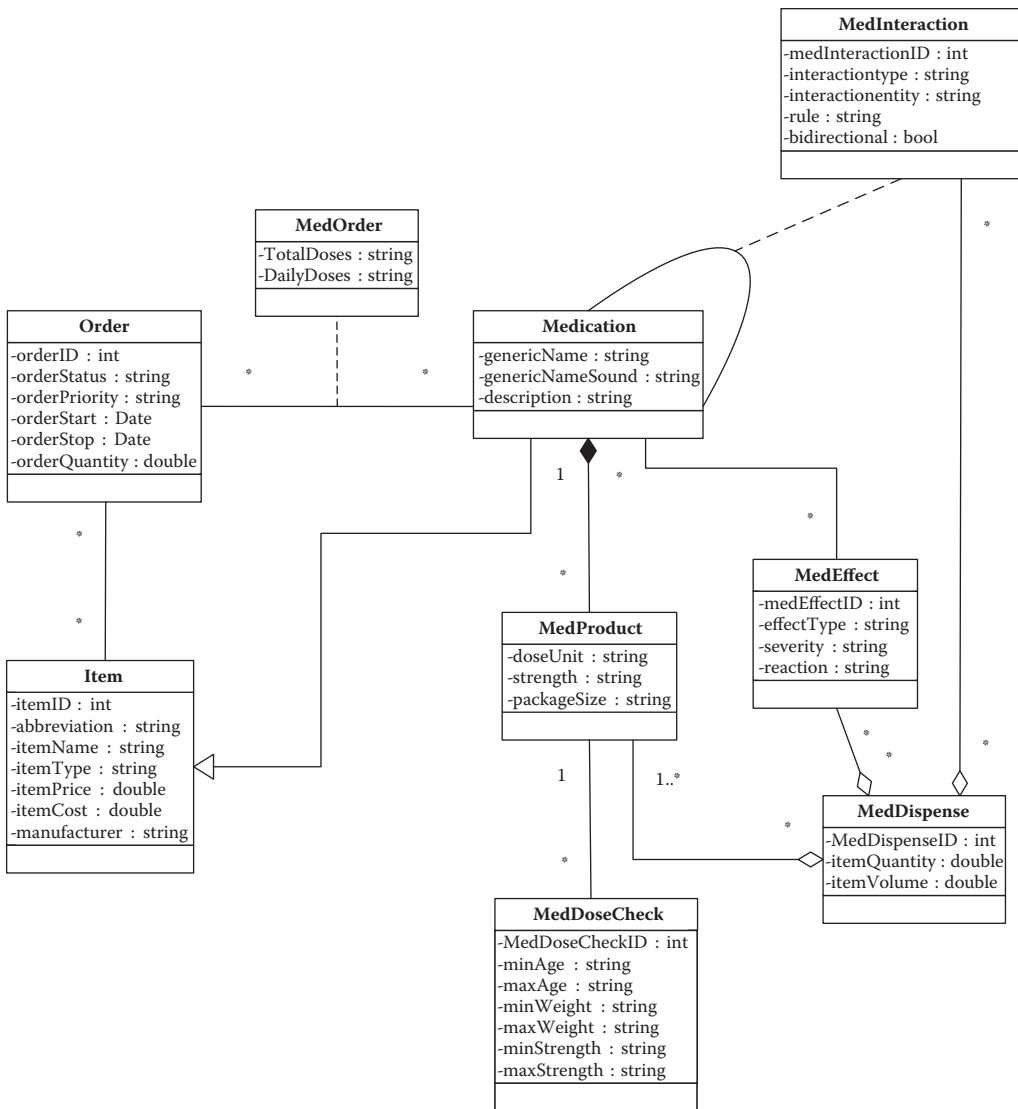 MedInteraction
-medInteractionID : int
-interactiontype : string
-interactionentity : string
-rule : string
-bidirectional : bool
*
MedOrder
-TotalDoses : string
-DailyDoses : string
Order
-orderID : int
-orderStatus : string
-orderPriority : string
-orderStart : Date
-orderStop : Date
-orderQuantity : double
*
*
Medication
-genericName : string
-genericNameSound : string
-description : string
1
*
*
*
*
*
MedEffect
-medEffectID : int
-effectType : string
-severity : string
-reaction : string
MedProduct
-doseUnit : string
-strength : string
-packageSize : string
Item
-itemID : int
-abbreviation : string
-itemName : string
-itemType : string
-itemPrice : double
-itemCost : double
-manufacturer : string
*
*
*
1
1..*
*
*
MedDispense
-MedDispenseID : int
-itemQuantity : double
-itemVolume : double
MedDoseCheck
-MedDoseCheckID : int
-minAge : string
-maxAge : string
-minWeight : string
-maxWeight : string
-minStrength : string
-maxStrength : string